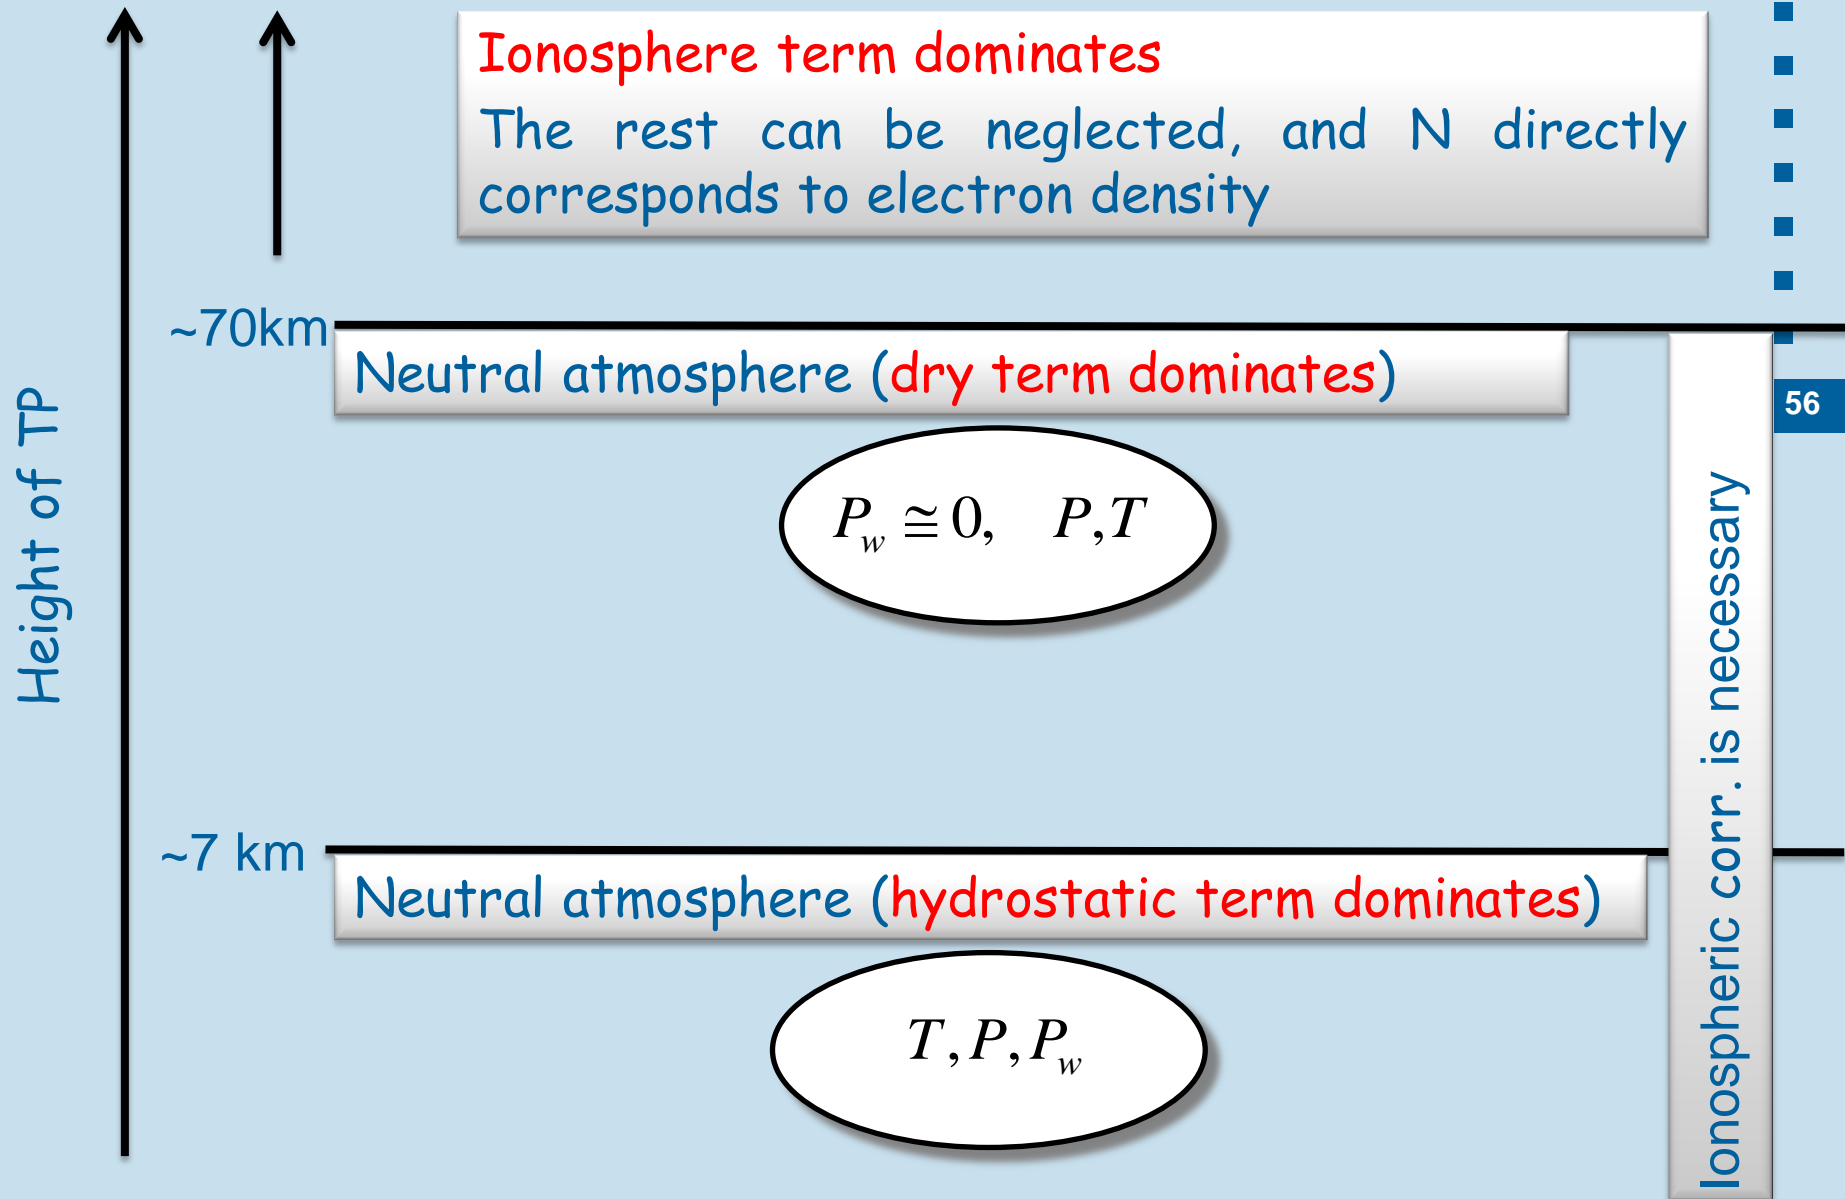 Ionosphere term dominates
The rest can be neglected, and N directly
corresponds to electron density
~70km
Neutral atmosphere (dry term dominates)
56
P_w ≅ 0, P,T
Height of TP
Ionospheric corr. is necessary
~7 km
Neutral atmosphere (hydrostatic term dominates)
T,P,P_w